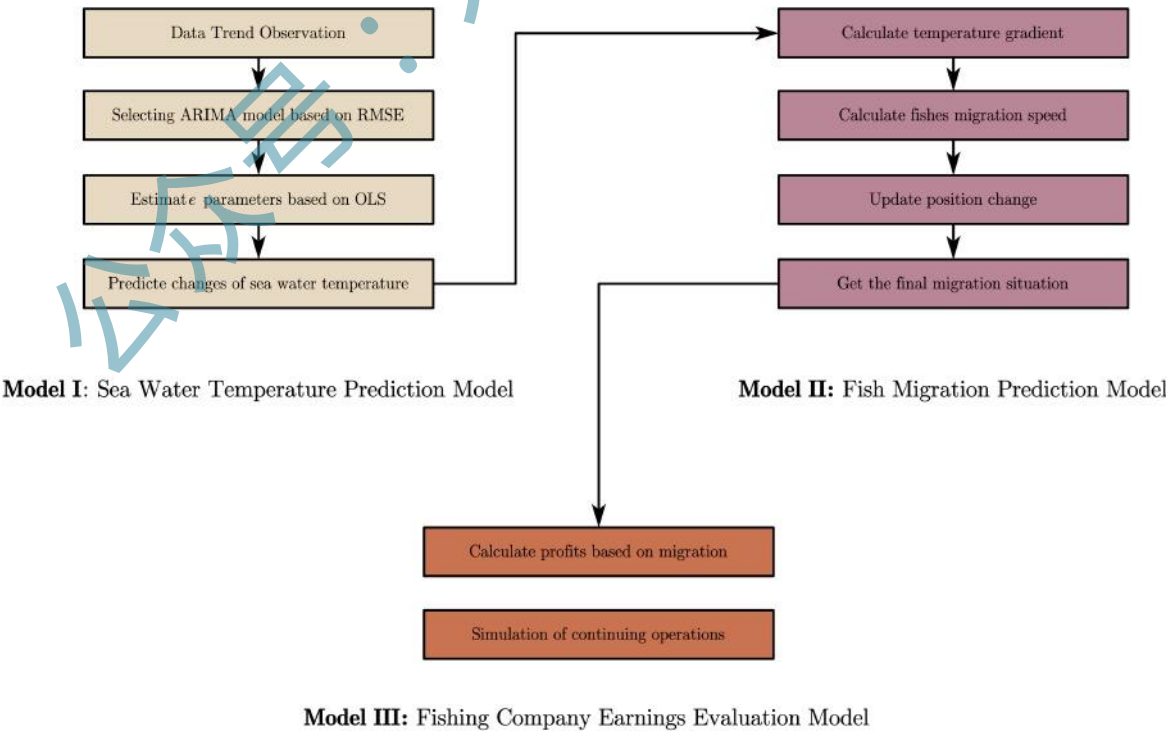 Data Trend Observation
Selecting ARIMA model based on RMSE
Estimate parameters based on OLS
Predicte changes of sea water temperature
Model I: Sea Water Temperature Prediction Model
Calculate temperature gradient
Calculate fishes migration speed
Update position change
Get the final migration situation
Model II: Fish Migration Prediction Model
Calculate profits based on migration
Simulation of continuing operations
Model III: Fishing Company Earnings Evaluation Model
公众号：